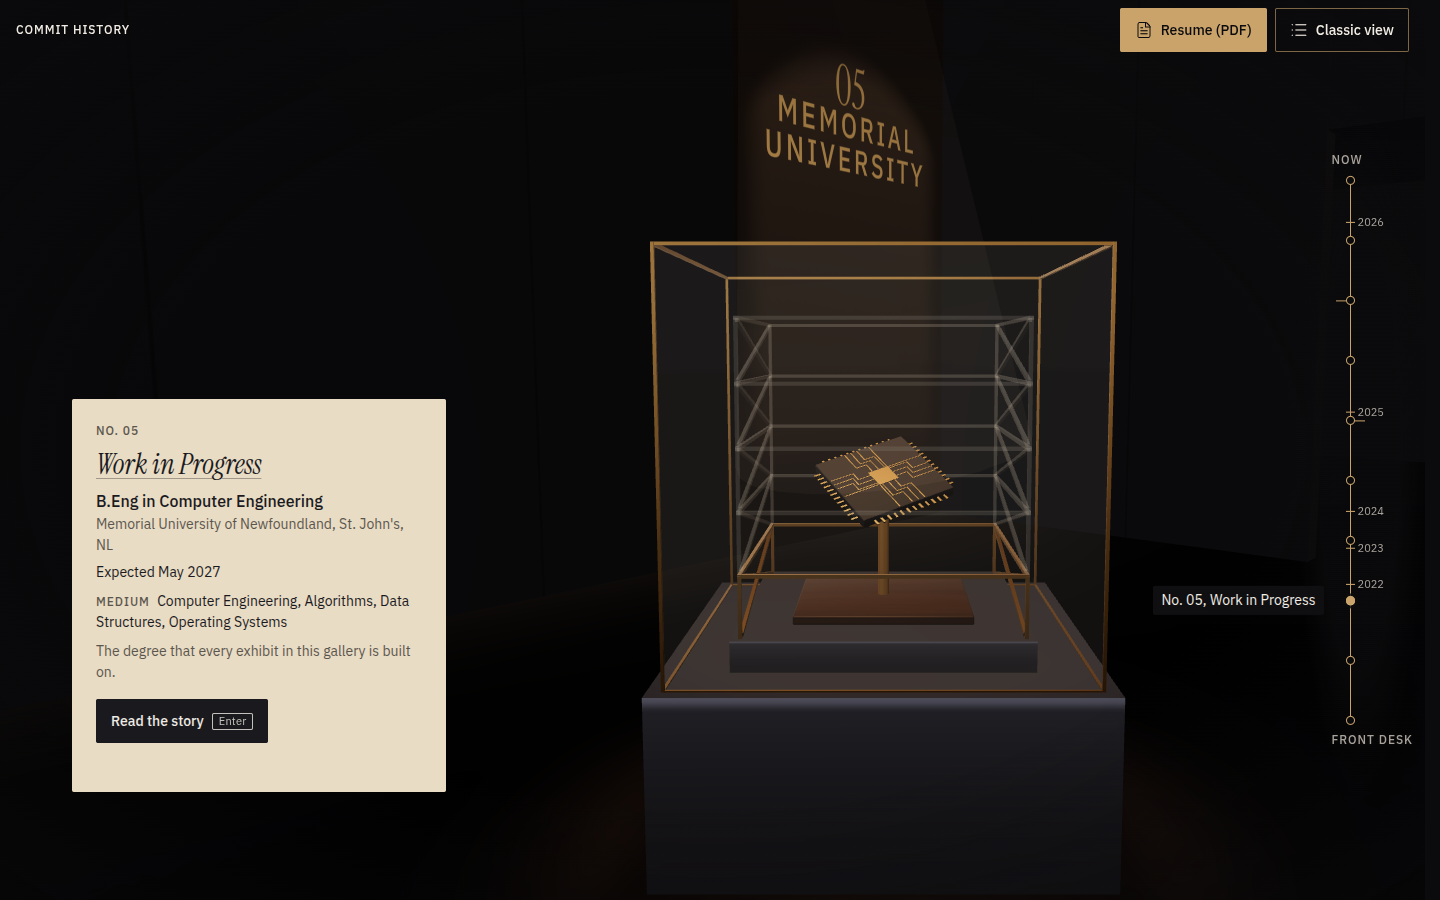 COMMIT HISTORY
Resume (PDF)
Classic view
05
MEMORIAL
UNIVERSITY
NOW
2026
2025
2024
2023
2022
No. 05, Work in Progress
FRONT DESK
NO. 05
Work in Progress
B.Eng in Computer Engineering
Memorial University of Newfoundland, St. John's,
NL
Expected May 2027
MEDIUM Computer Engineering, Algorithms, Data
Structures, Operating Systems
The degree that every exhibit in this gallery is built
on.
Read the story Enter